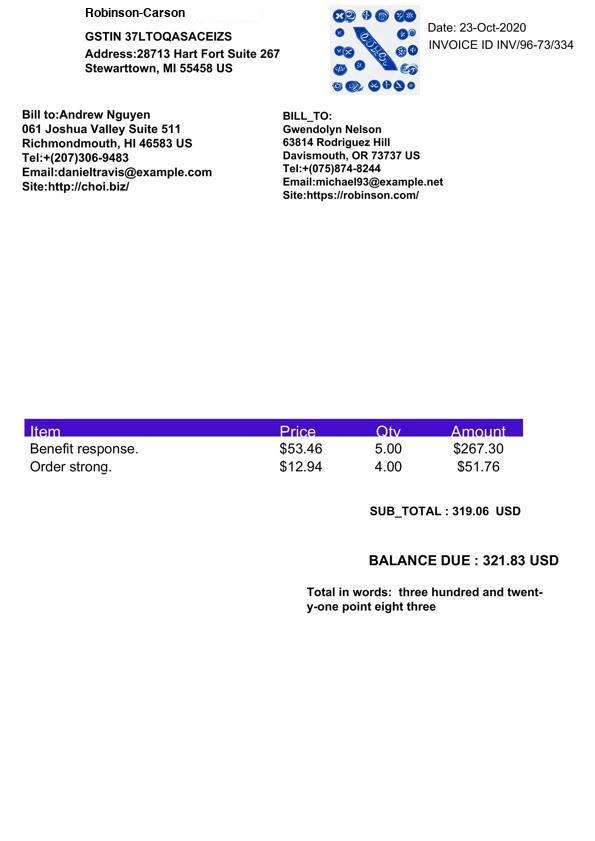 Robinson-Carson
GSTIN 37LTOQASACEIZS
Address:28713 Hart Fort Suite 267
Stewarttown, MI 55458 US
Date: 23-Oct-2020
INVOICE ID INV/96-73/334
Bill to:Andrew Nguyen
061 Joshua Valley Suite 511
Richmondmouth, HI 46583 US
Tel:+(207)306-9483
Email:danieltravis@example.com
Site:http://choi.biz/
BILL_TO:
Gwendolyn Nelson
63814 Rodriguez Hill
Davismouth, OR 73737 US
Tel:+(075)874-8244
Email:michael93@example.net
Site:https://robinson.com/
Item Price Qty Amount
Benefit response. $53.46 5.00 $267.30
Order strong. $12.94 4.00 $51.76
SUB_TOTAL : 319.06 USD
BALANCE DUE : 321.83 USD
Total in words: three hundred and twent-
y-one point eight three